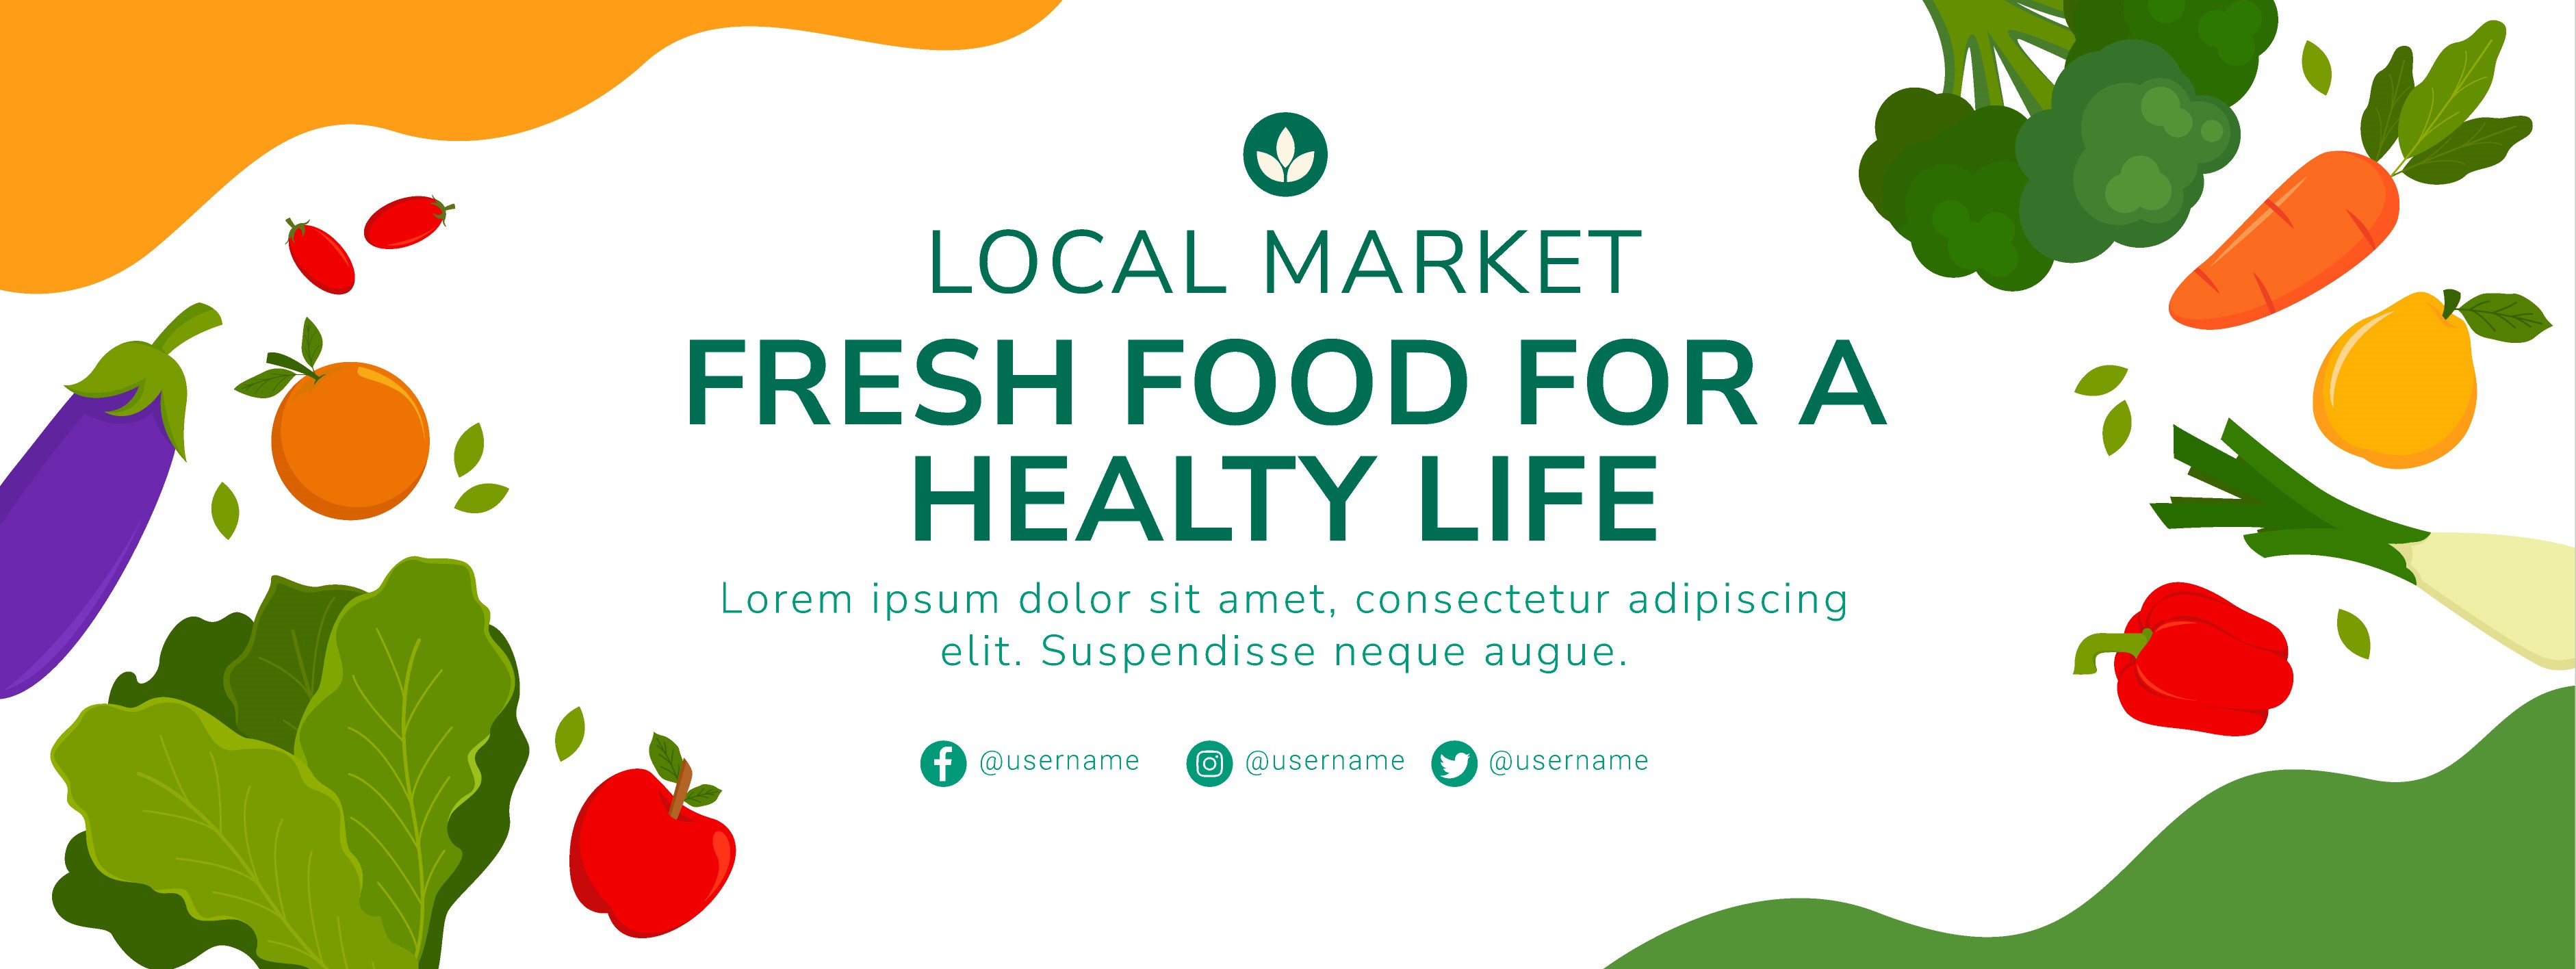 LOCAL MARKET
FRESH FOOD FOR A
HEALTY LIFE
Lorem ipsum dolor sit amet, consectetur adipiscing
elit. Suspendisse neque augue.
@username @username @username